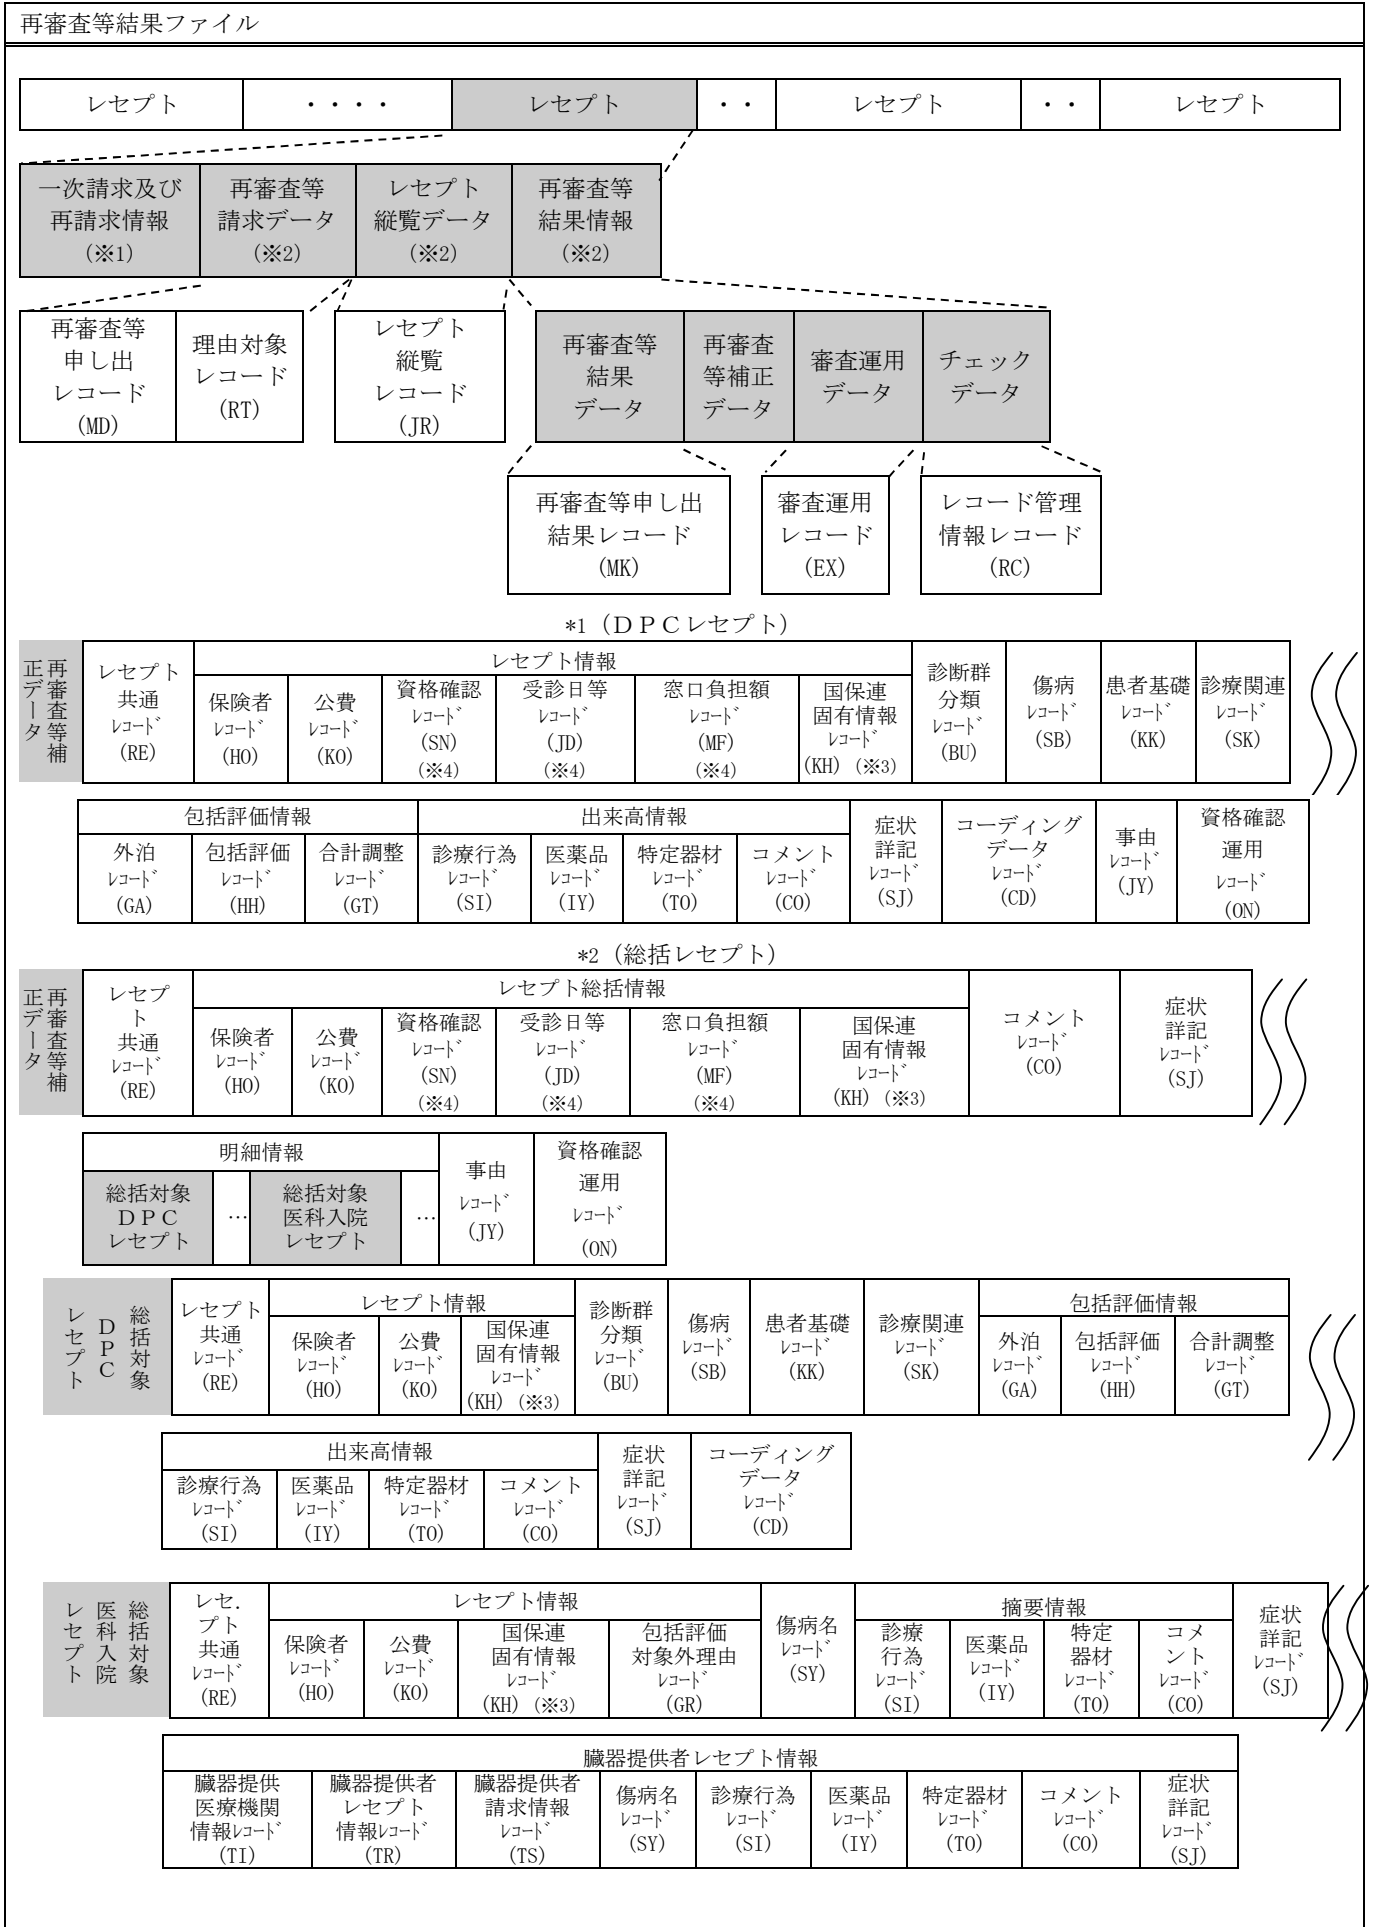 再審査等結果ファイル
レセプト ・・・・ レセプト ・・ レセプト ・・ レセプト
一次請求及び
再請求情報
(※1)
再審査等
請求データ
(※2)
レセプト
縦覧データ
(※2)
再審査等
結果情報
(※2)
再審査等
申し出
レコード
(MD)
理由対象
レコード
(RT)
レセプト
縦覧
レコード
(JR)
再審査等
結果
データ
再審査
等補正
データ
審査運用
データ
チェック
データ
再審査等申し出
結果レコード
(MK)
審査運用
レコード
(EX)
レコード管理
情報レコード
(RC)
*1（ＤＰＣレセプト）
再審査等補
正データ
レセプト
共通
ﾚｺｰﾄﾞ
(RE)
レセプト情報
保険者
ﾚｺｰﾄﾞ
(HO)
公費
ﾚｺｰﾄﾞ
(KO)
資格確認
ﾚｺｰﾄﾞ
(SN)
(※4)
受診日等
ﾚｺｰﾄﾞ
(JD)
(※4)
窓口負担額
ﾚｺｰﾄﾞ
(MF)
(※4)
国保連
固有情報
ﾚｺｰﾄﾞ
(KH)（※3）
診断群
分類
ﾚｺｰﾄﾞ
(BU)
傷病
ﾚｺｰﾄﾞ
(SB)
患者基礎
ﾚｺｰﾄﾞ
(KK)
診療関連
ﾚｺｰﾄﾞ
(SK)
包括評価情報
外泊
ﾚｺｰﾄﾞ
(GA)
包括評価
ﾚｺｰﾄﾞ
(HH)
合計調整
ﾚｺｰﾄﾞ
(GT)
出来高情報
診療行為
ﾚｺｰﾄﾞ
(SI)
医薬品
ﾚｺｰﾄﾞ
(IY)
特定器材
ﾚｺｰﾄﾞ
(TO)
コメント
ﾚｺｰﾄﾞ
(CO)
症状
詳記
ﾚｺｰﾄﾞ
(SJ)
コーディング
データ
ﾚｺｰﾄﾞ
(CD)
事由
ﾚｺｰﾄﾞ
(JY)
資格確認
運用
ﾚｺｰﾄﾞ
(ON)
*2（総括レセプト）
再審査等補
正データ
レセプ
ト
共通
ﾚｺｰﾄﾞ
(RE)
レセプト総括情報
保険者
ﾚｺｰﾄﾞ
(HO)
公費
ﾚｺｰﾄﾞ
(KO)
資格確認
ﾚｺｰﾄﾞ
(SN)
(※4)
受診日等
ﾚｺｰﾄﾞ
(JD)
(※4)
窓口負担額
ﾚｺｰﾄﾞ
(MF)
(※4)
国保連
固有情報
ﾚｺｰﾄﾞ
(KH)（※3）
コメント
ﾚｺｰﾄﾞ
(CO)
症状
詳記
ﾚｺｰﾄﾞ
(SJ)
明細情報
総括対象
ＤＰＣ
レセプト
…
総括対象
医科入院
レセプト
…
事由
ﾚｺｰﾄﾞ
(JY)
資格確認
運用
ﾚｺｰﾄﾞ
(ON)
総括対象
ＤＰＣ
レセプト
レセプト
共通
ﾚｺｰﾄﾞ
(RE)
レセプト情報
保険者
ﾚｺｰﾄﾞ
(HO)
公費
ﾚｺｰﾄﾞ
(KO)
国保連
固有情報
ﾚｺｰﾄﾞ
(KH)（※3）
診断群
分類
ﾚｺｰﾄﾞ
(BU)
傷病
ﾚｺｰﾄﾞ
(SB)
患者基礎
ﾚｺｰﾄﾞ
(KK)
診療関連
ﾚｺｰﾄﾞ
(SK)
包括評価情報
外泊
ﾚｺｰﾄﾞ
(GA)
包括評価
ﾚｺｰﾄﾞ
(HH)
合計調整
ﾚｺｰﾄﾞ
(GT)
出来高情報
診療行為
ﾚｺｰﾄﾞ
(SI)
医薬品
ﾚｺｰﾄﾞ
(IY)
特定器材
ﾚｺｰﾄﾞ
(TO)
コメント
ﾚｺｰﾄﾞ
(CO)
症状
詳記
ﾚｺｰﾄﾞ
(SJ)
コーディング
データ
ﾚｺｰﾄﾞ
(CD)
総括対象
医科入院
レセプト
レセ.
プト
共通
ﾚｺｰﾄﾞ
(RE)
レセプト情報
保険者
ﾚｺｰﾄﾞ
(HO)
公費
ﾚｺｰﾄﾞ
(KO)
国保連
固有情報
ﾚｺｰﾄﾞ
(KH)（※3）
包括評価
対象外理由
ﾚｺｰﾄﾞ
(GR)
傷病名
ﾚｺｰﾄﾞ
(SY)
摘要情報
診療
行為
ﾚｺｰﾄﾞ
(SI)
医薬品
ﾚｺｰﾄﾞ
(IY)
特定
器材
ﾚｺｰﾄﾞ
(TO)
コメ
ント
ﾚｺｰﾄﾞ
(CO)
症状
詳記
ﾚｺｰﾄﾞ
(SJ)
臓器提供者レセプト情報
臓器提供
医療機関
情報ﾚｺｰﾄﾞ
(TI)
臓器提供者
レセプト
情報ﾚｺｰﾄﾞ
(TR)
臓器提供者
請求情報
ﾚｺｰﾄﾞ
(TS)
傷病名
ﾚｺｰﾄﾞ
(SY)
診療行為
ﾚｺｰﾄﾞ
(SI)
医薬品
ﾚｺｰﾄﾞ
(IY)
特定器材
ﾚｺｰﾄﾞ
(TO)
コメント
ﾚｺｰﾄﾞ
(CO)
症状
詳記
ﾚｺｰﾄﾞ
(SJ)